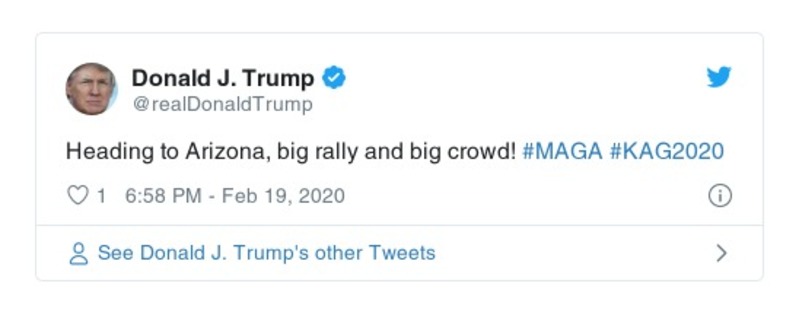 Donald J. Trump
@realDonaldTrump
Heading to Arizona, big rally and big crowd! #MAGA #KAG2020
1 6:58 PM - Feb 19, 2020
See Donald J. Trump's other Tweets